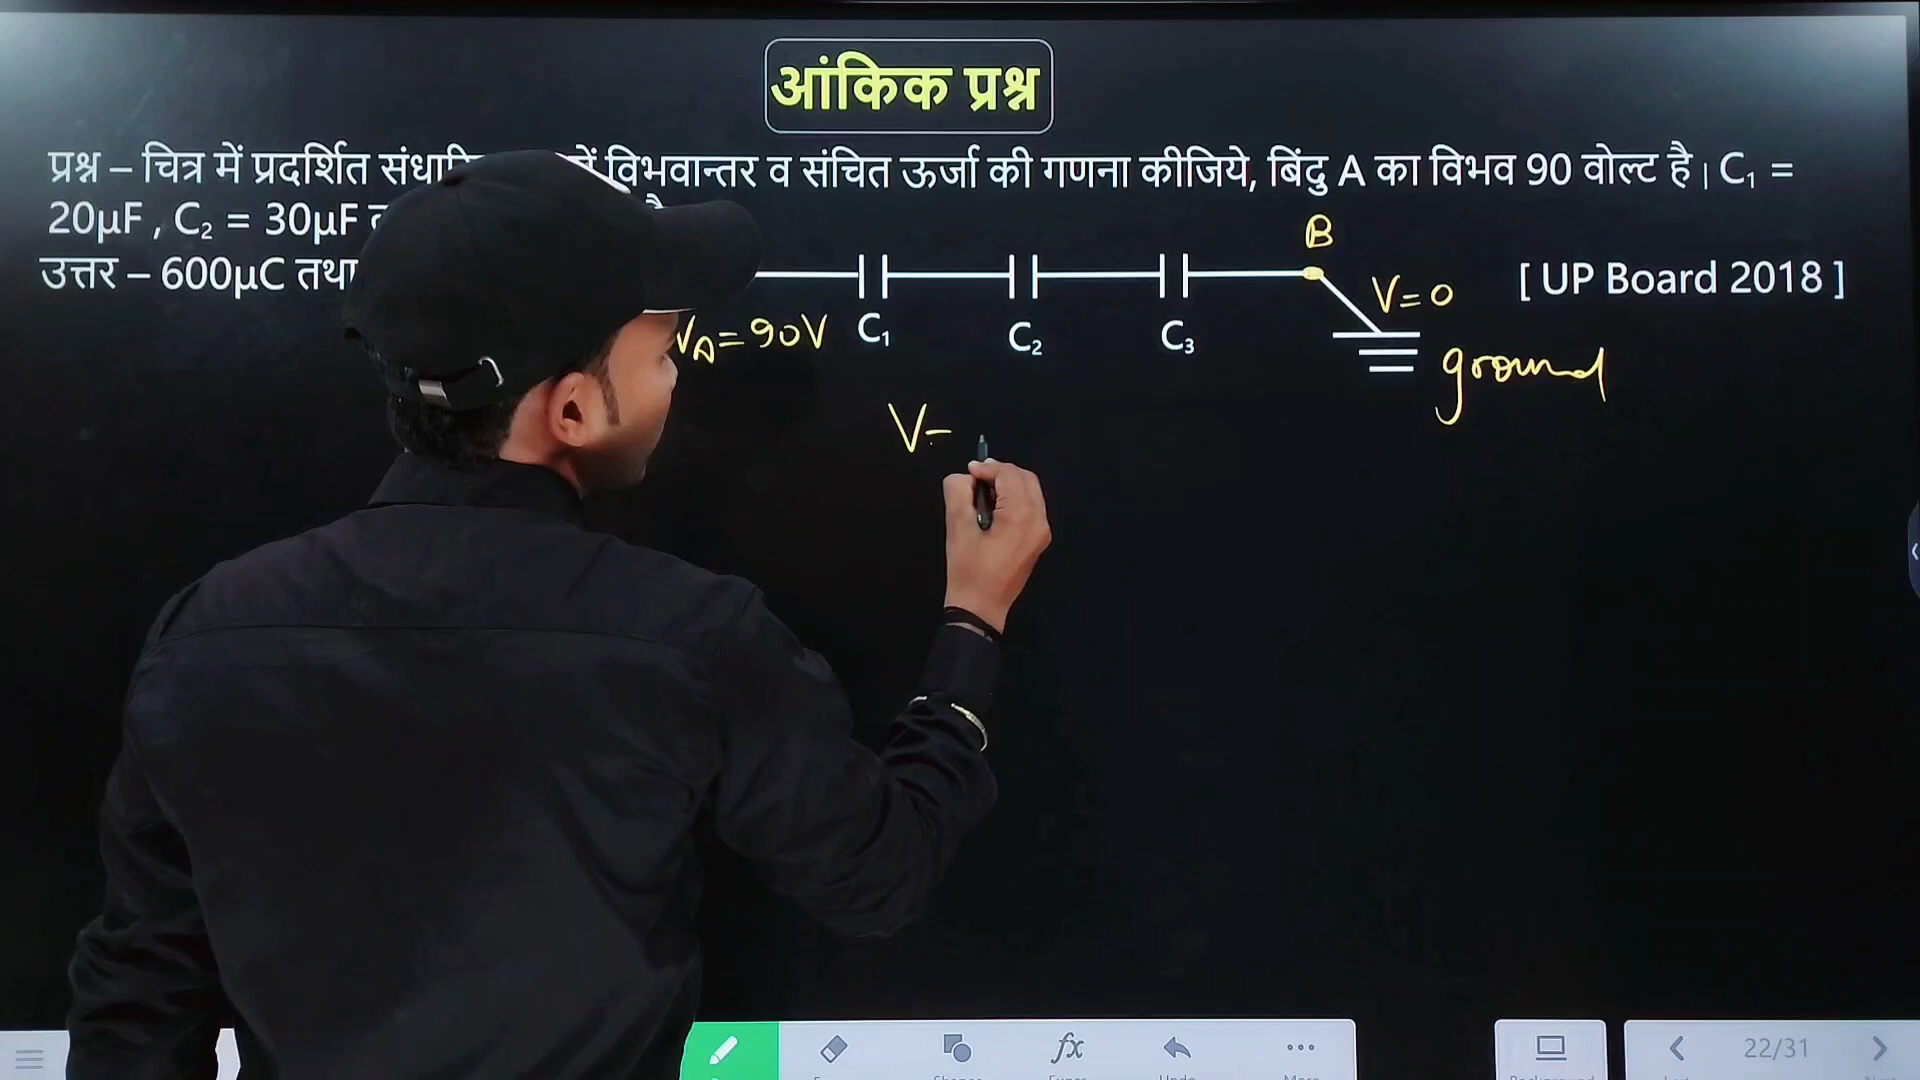 आंकिक प्रश्न
प्रश्न – चित्र में प्रदर्शित विभवान्तर व संचित ऊर्जा की गणना कीजिये, बिंदु A का विभव 90 वोल्ट है। C₁ =
20μF , C₂ = 30μF
उत्तर – 600μC तथा
[ UP Board 2018 ]
B
V=0
V_A=90V
C₁
C₂
C₃
ground
V=
22/31